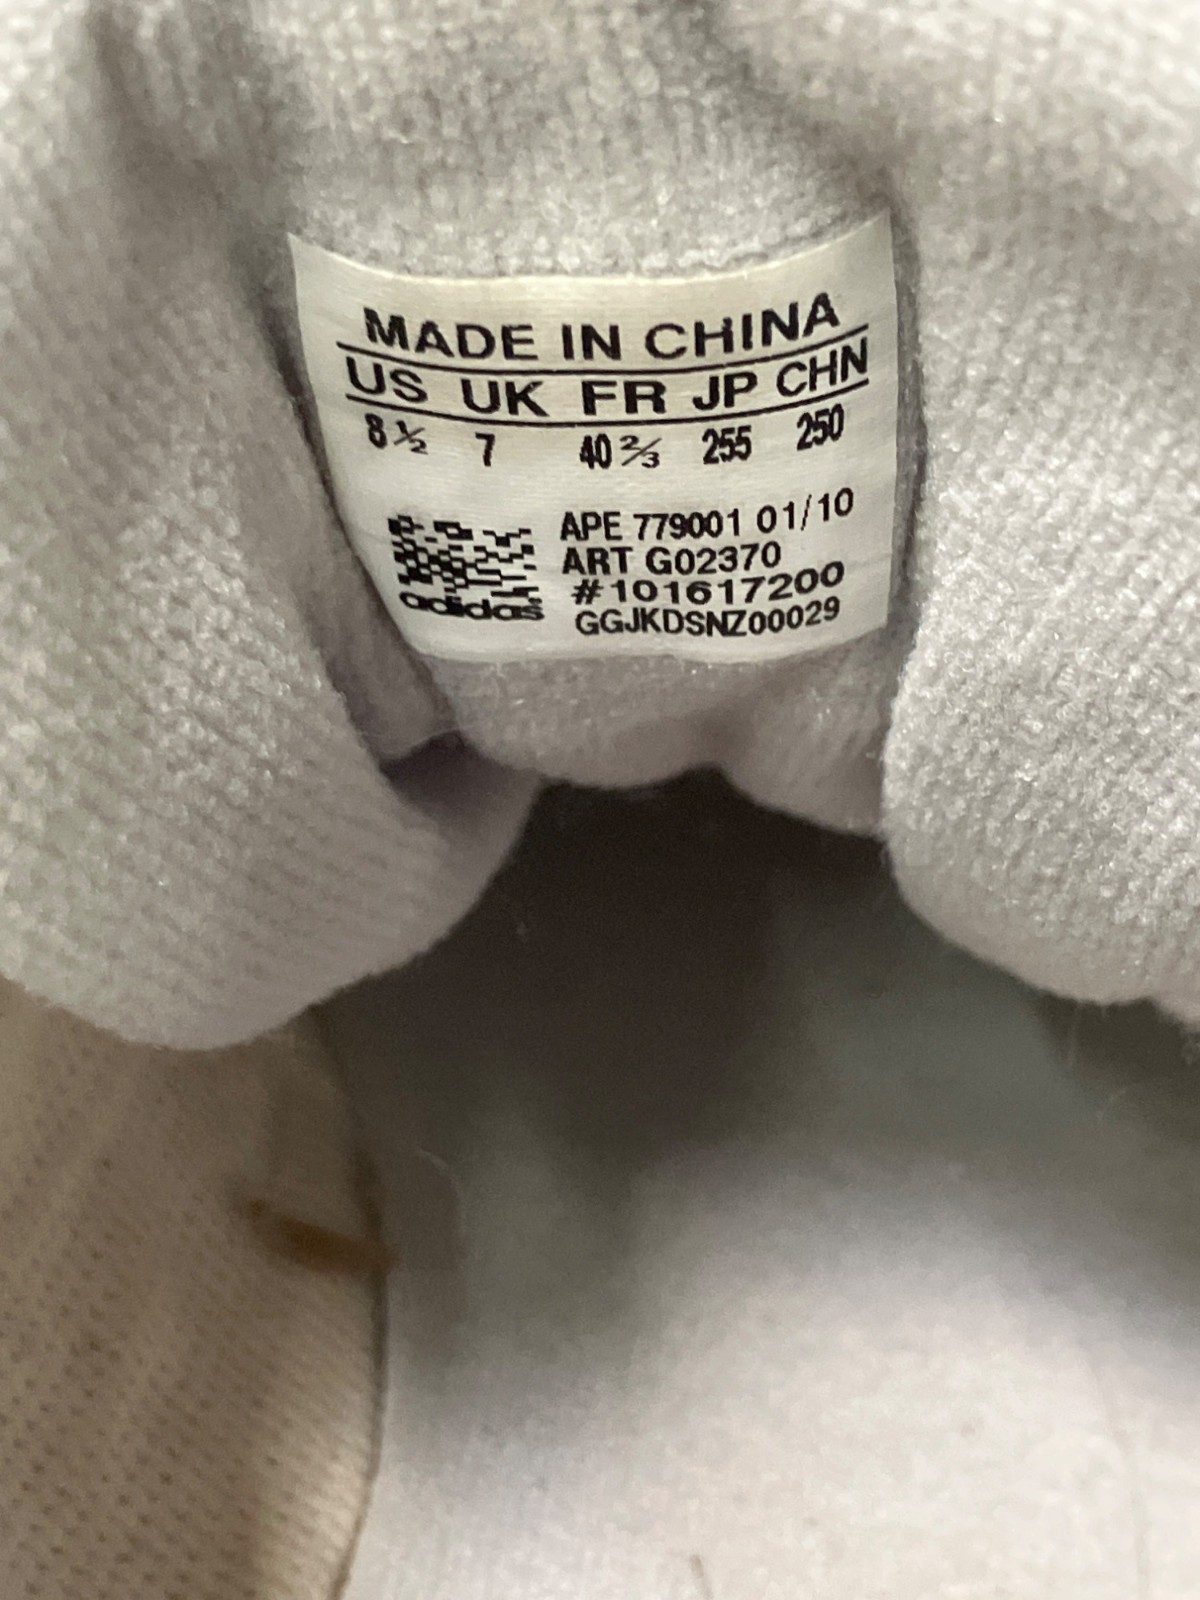 MADE IN CHINA
US UK FR JP CHN
8½ 7 40⅔ 255 250
APE 779001 01/10
ART G02370
#101617200
adidas GGJKDSNZ00029